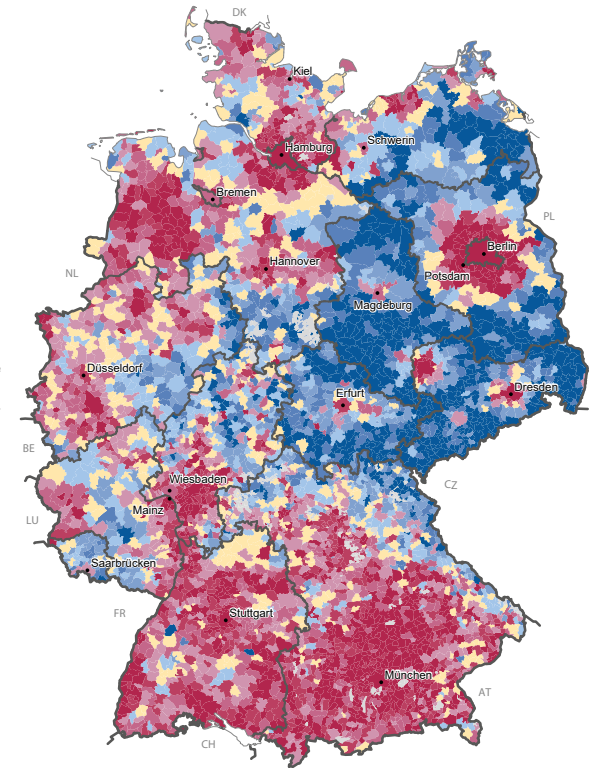 DK
Kiel
Schwerin
Hamburg
Bremen
PL
Berlin
Hannover
NL
Potsdam
Magdeburg
Düsseldorf
Erfurt
Dresden
BE
Wiesbaden
CZ
Mainz
LU
Saarbrücken
FR
Stuttgart
München
AT
CH